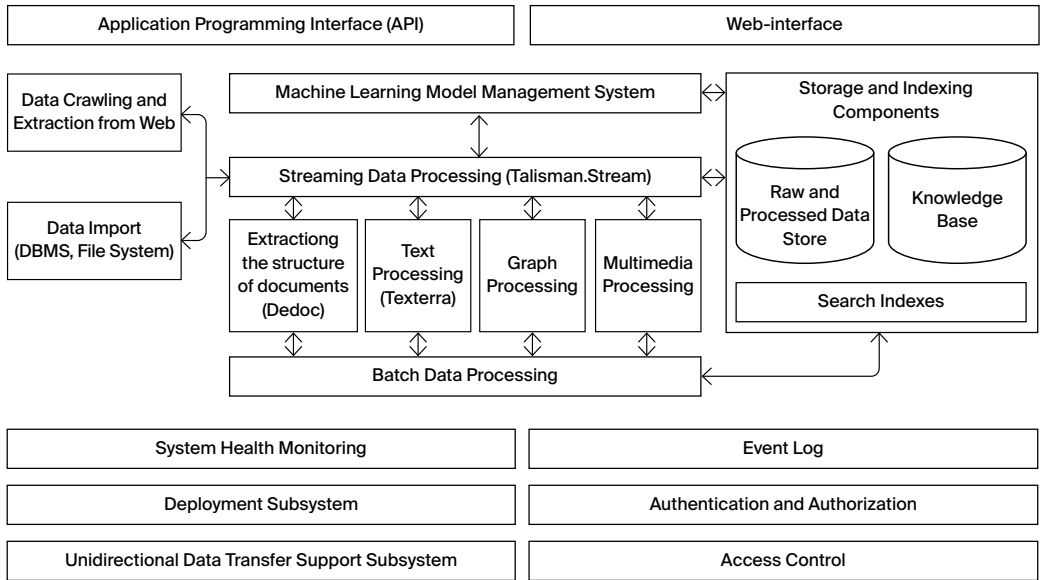 Application Programming Interface (API)
Web-interface
Data Crawling and
Extraction from Web
Machine Learning Model Management System
Storage and Indexing
Components
Streaming Data Processing (Talisman.Stream)
Raw and
Processed Data
Store
Knowledge
Base
Data Import
(DBMS, File System)
Extractiong
the structure
of documents
(Dedoc)
Text
Processing
(Texterra)
Graph
Processing
Multimedia
Processing
Search Indexes
Batch Data Processing
System Health Monitoring
Event Log
Deployment Subsystem
Authentication and Authorization
Unidirectional Data Transfer Support Subsystem
Access Control